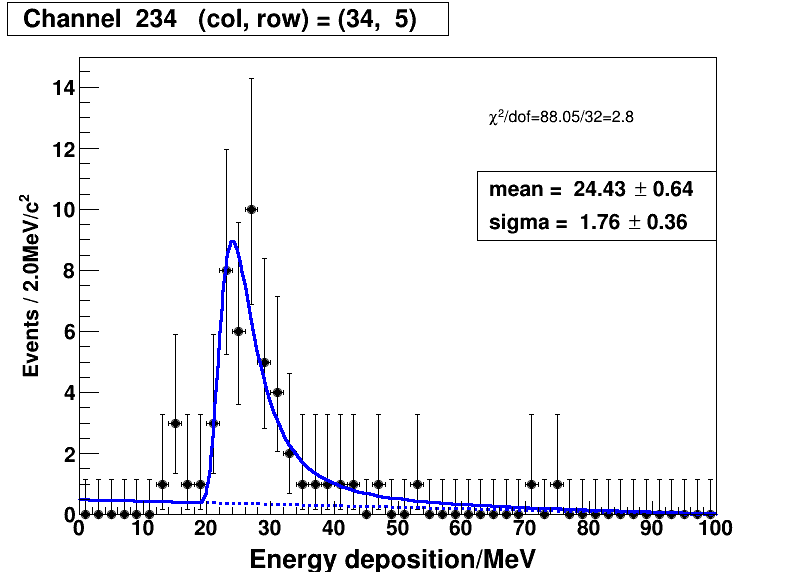 Channel 234 (col, row) = (34, 5)
χ²/dof=88.05/32=2.8
mean = 24.43 ± 0.64
sigma = 1.76 ± 0.36
Events / 2.0MeV/c²
14
12
10
8
6
4
2
0
0 10 20 30 40 50 60 70 80 90 100
Energy deposition/MeV